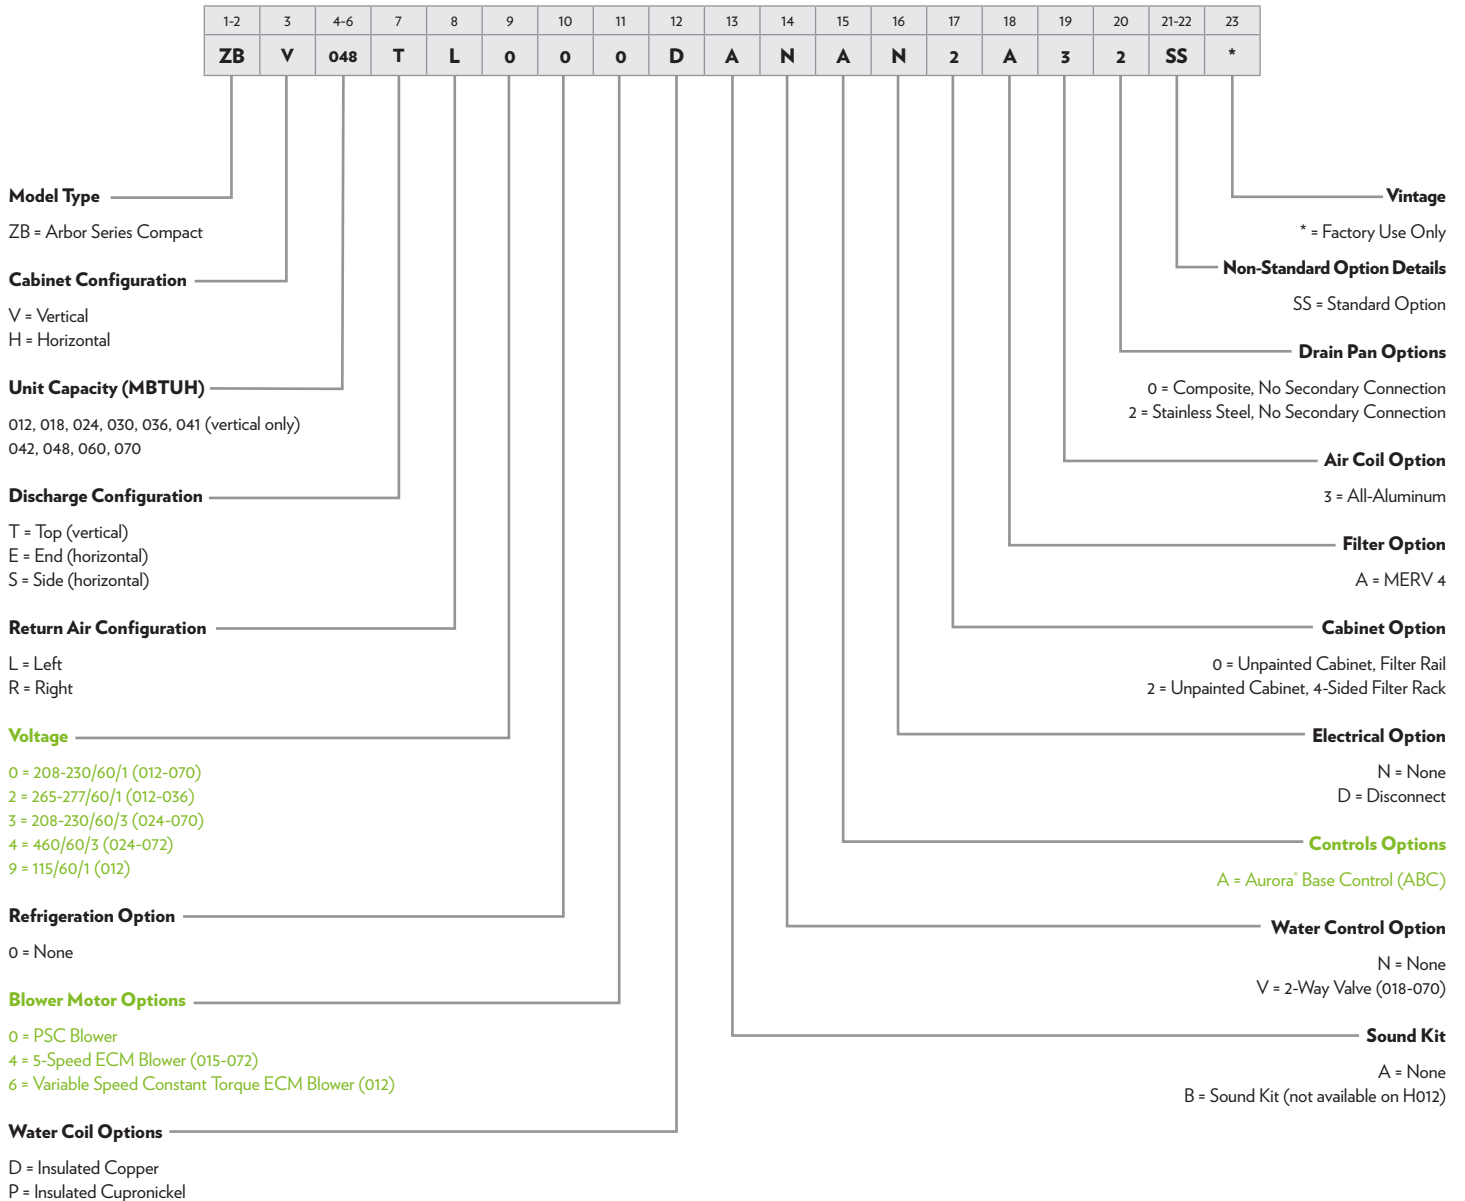 1-2 3 4-6 7 8 9 10 11 12 13 14 15 16 17 18 19 20 21-22 23
ZB V 048 T L 0 0 0 D A N A N 2 A 3 2 SS *
Model Type
ZB = Arbor Series Compact
Cabinet Configuration
V = Vertical
H = Horizontal
Unit Capacity (MBTUH)
012, 018, 024, 030, 036, 041 (vertical only)
042, 048, 060, 070
Discharge Configuration
T = Top (vertical)
E = End (horizontal)
S = Side (horizontal)
Return Air Configuration
L = Left
R = Right
Voltage
0 = 208-230/60/1 (012-070)
2 = 265-277/60/1 (012-036)
3 = 208-230/60/3 (024-070)
4 = 460/60/3 (024-072)
9 = 115/60/1 (012)
Refrigeration Option
0 = None
Blower Motor Options
0 = PSC Blower
4 = 5-Speed ECM Blower (015-072)
6 = Variable Speed Constant Torque ECM Blower (012)
Water Coil Options
D = Insulated Copper
P = Insulated Cupronickel
Vintage
* = Factory Use Only
Non-Standard Option Details
SS = Standard Option
Drain Pan Options
0 = Composite, No Secondary Connection
2 = Stainless Steel, No Secondary Connection
Air Coil Option
3 = All-Aluminum
Filter Option
A = MERV 4
Cabinet Option
0 = Unpainted Cabinet, Filter Rail
2 = Unpainted Cabinet, 4-Sided Filter Rack
Electrical Option
N = None
D = Disconnect
Controls Options
A = Aurora® Base Control (ABC)
Water Control Option
N = None
V = 2-Way Valve (018-070)
Sound Kit
A = None
B = Sound Kit (not available on H012)